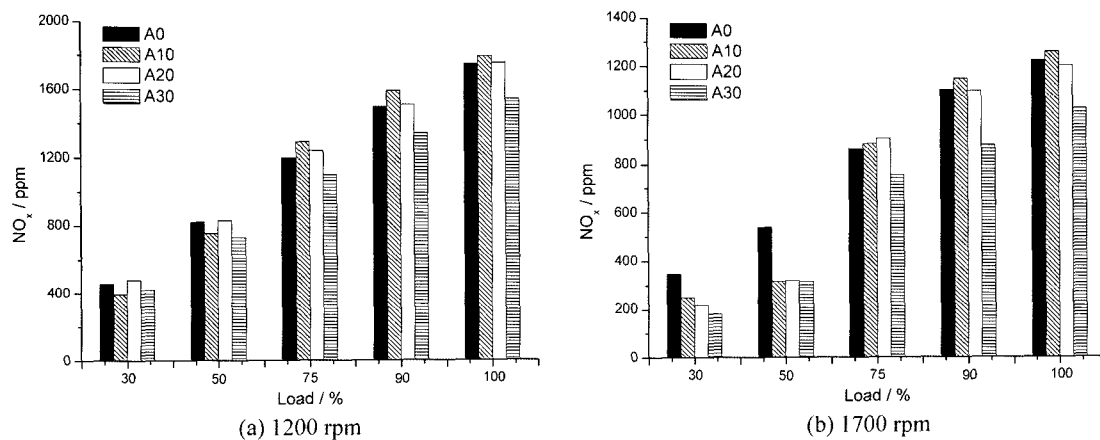 2000
1600
1200
800
400
0
NOx / ppm
A0
A10
A20
A30
30 50 75 90 100
Load / %
(a) 1200 rpm
1400
1200
1000
800
600
400
200
0
NOx / ppm
A0
A10
A20
A30
30 50 75 90 100
Load / %
(b) 1700 rpm